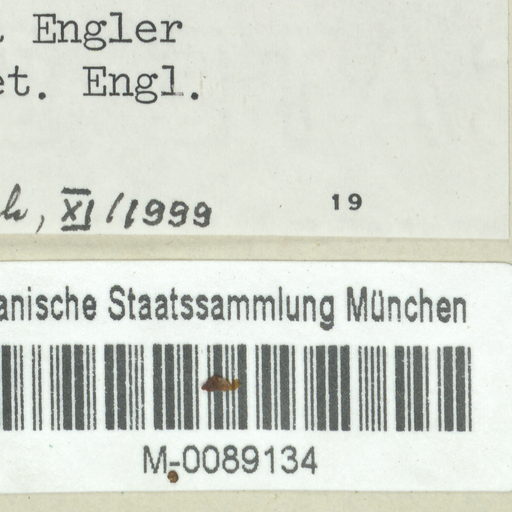 Engler
et. Engl.
XI/1999
19
anische Staatssammlung München
M-0089134